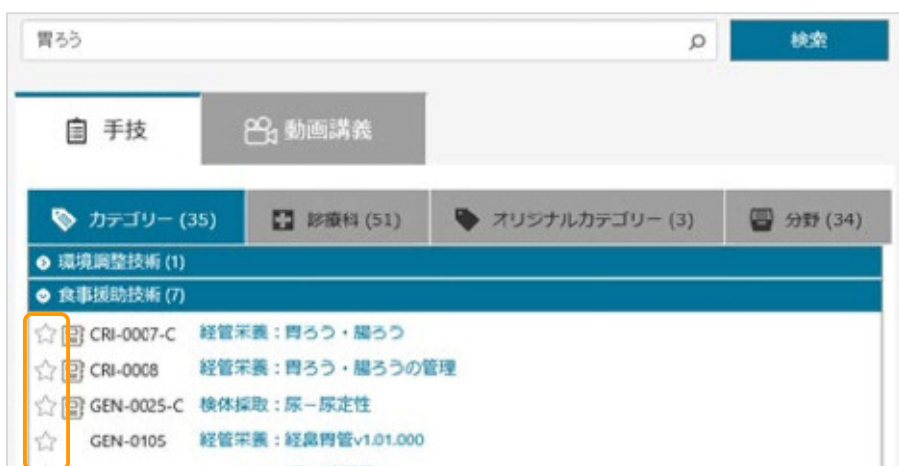 胃ろう
検索
手技
動画講義
カテゴリー (35)
診療科 (51)
オリジナルカテゴリー (3)
分野 (34)
環境調整技術 (1)
食事援助技術 (7)
CRI-0007-C 経管栄養：胃ろう・腸ろう
CRI-0008 経管栄養：胃ろう・腸ろうの管理
GEN-0025-C 検体採取：尿－尿定性
GEN-0105 経管栄養：経鼻胃管v1.01.000